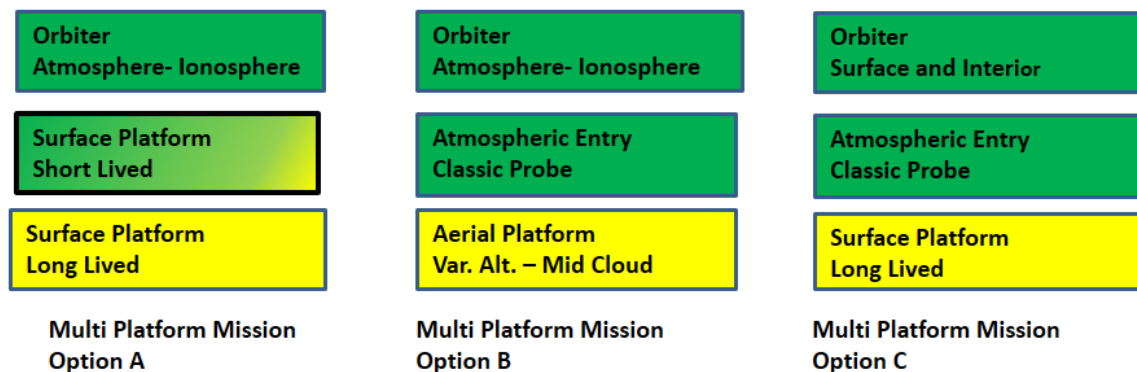 Orbiter
Atmosphere- Ionosphere
Surface Platform
Short Lived
Surface Platform
Long Lived
Multi Platform Mission
Option A
Orbiter
Atmosphere- Ionosphere
Atmospheric Entry
Classic Probe
Aerial Platform
Var. Alt. – Mid Cloud
Multi Platform Mission
Option B
Orbiter
Surface and Interior
Atmospheric Entry
Classic Probe
Surface Platform
Long Lived
Multi Platform Mission
Option C